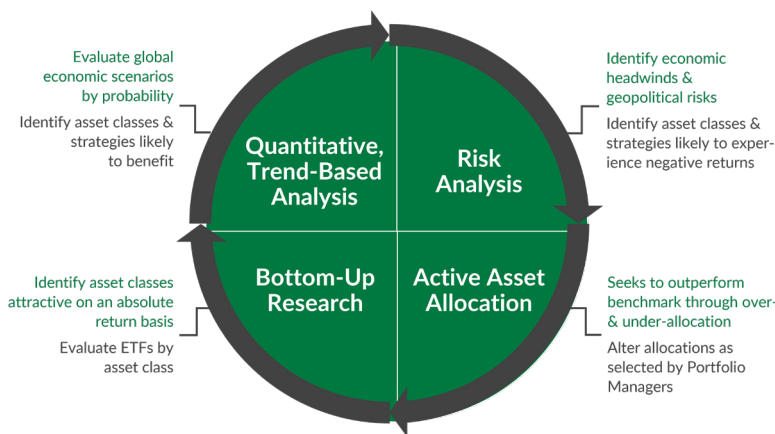 Evaluate global
economic scenarios
by probability
Identify asset classes &
strategies likely
to benefit
Quantitative,
Trend-Based
Analysis
Risk
Analysis
Identify economic
headwinds &
geopolitical risks
Identify asset classes &
strategies likely to exper-
ience negative returns
Identify asset classes
attractive on an absolute
return basis
Evaluate ETFs by
asset class
Bottom-Up
Research
Active Asset
Allocation
Seeks to outperform
benchmark through over-
& under-allocation
Alter allocations as
selected by Portfolio
Managers